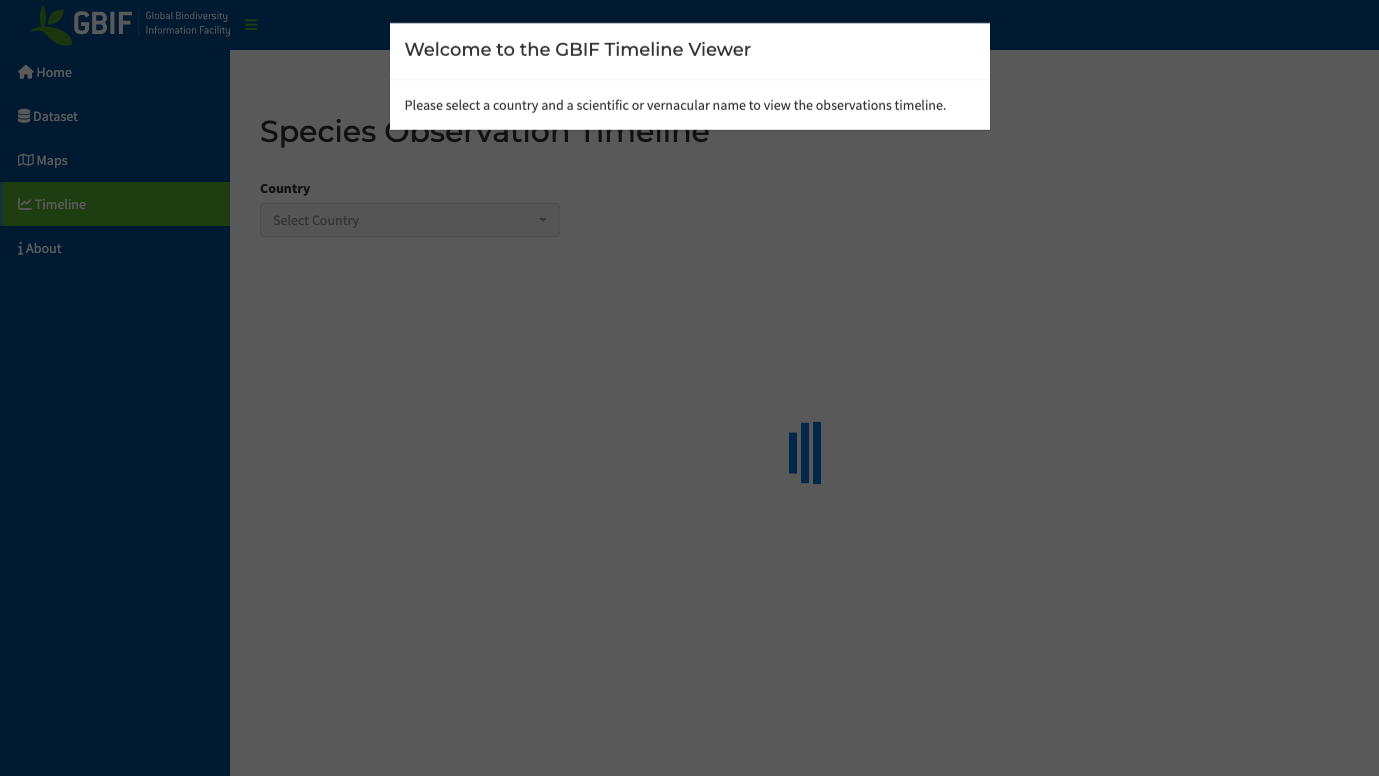 GBIF
Global Biodiversity
Information Facility
Welcome to the GBIF Timeline Viewer
Please select a country and a scientific or vernacular name to view the observations timeline.
Home
Dataset
Maps
Timeline
About
Species Observation Timeline
Country
Select Country